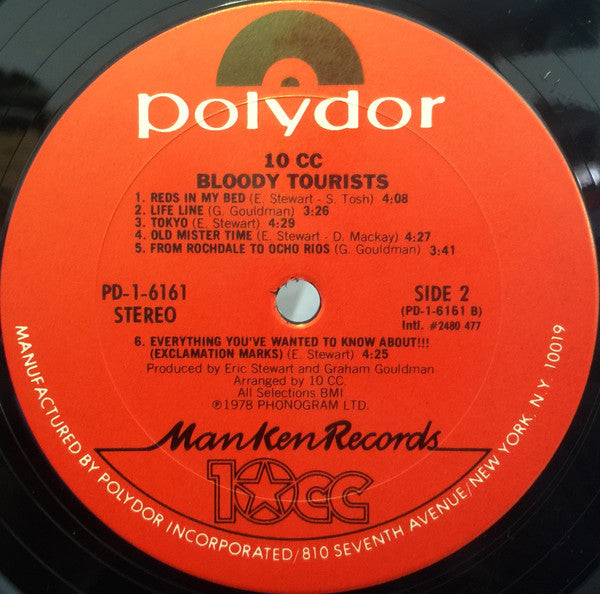 polydor
10 CC
BLOODY TOURISTS
1. REDS IN MY BED (E. Stewart - S. Tosh) 4:08
2. LIFE LINE (G. Gouldman) 3:26
3. TOKYO (E. Stewart) 4:29
4. OLD MISTER TIME (E. Stewart - D. Mackay) 4:27
5. FROM ROCHDALE TO OCHO RIOS (G. Gouldman) 3:41
PD-1-6161
STEREO
SIDE 2
(PD-1-6161 B)
Intl. #2480 477
6. EVERYTHING YOU'VE WANTED TO KNOW ABOUT!!!
(EXCLAMATION MARKS) (E. Stewart) 4:25
Produced by Eric Stewart and Graham Gouldman
Arranged by 10 CC.
All Selections BMI
℗1978 PHONOGRAM LTD.
ManKen Records
10CC
MANUFACTURED BY POLYDOR INCORPORATED/810 SEVENTH AVENUE/NEW YORK. N Y 10019